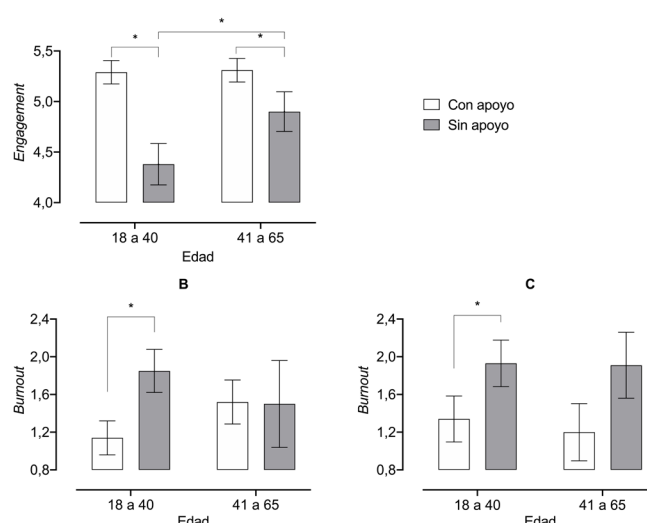 * * *
5,5
5,0
4,5
4,0
Engagement
18 a 40 41 a 65
Edad
Con apoyo
Sin apoyo
B
*
2,4
2,0
1,6
1,2
0,8
Burnout
18 a 40 41 a 65
Edad
C
*
2,4
2,0
1,6
1,2
0,8
Burnout
18 a 40 41 a 65
Edad